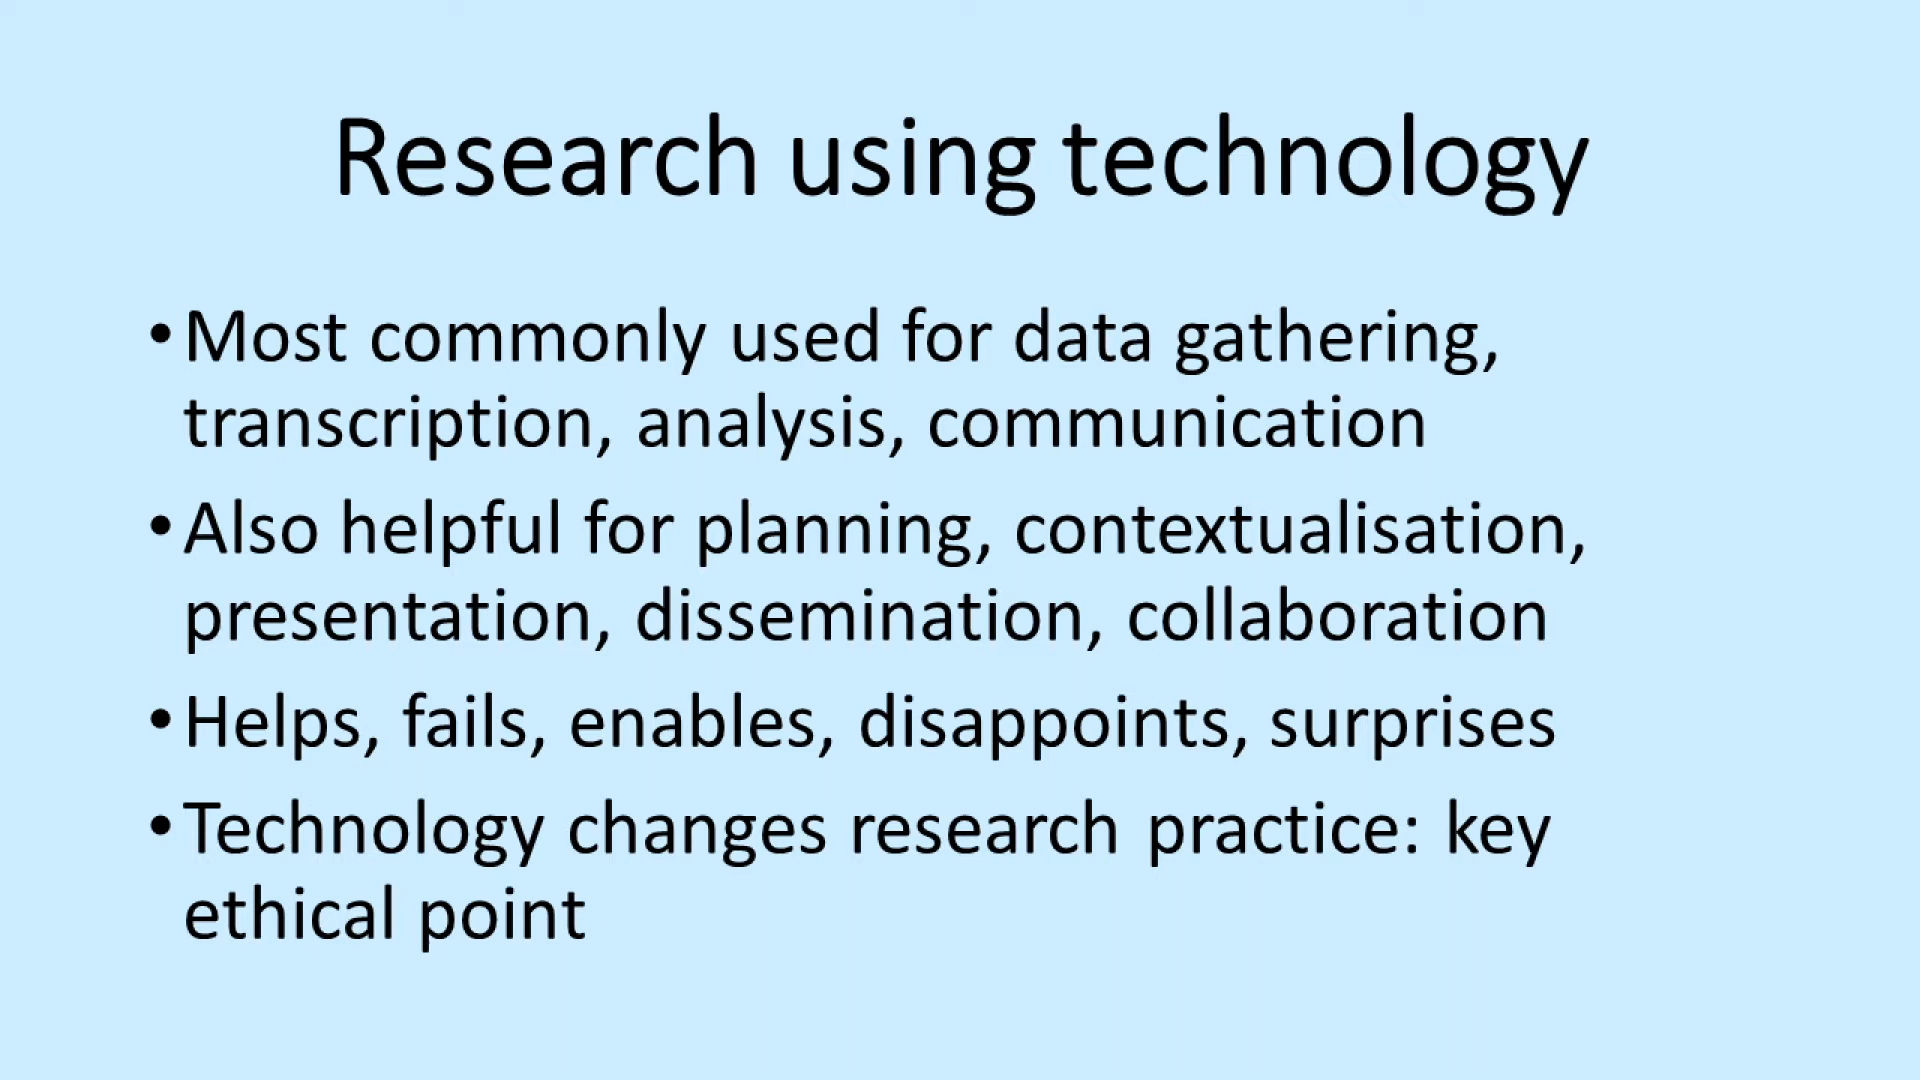 Research using technology
• Most commonly used for data gathering,
transcription, analysis, communication
• Also helpful for planning, contextualisation,
presentation, dissemination, collaboration
• Helps, fails, enables, disappoints, surprises
• Technology changes research practice: key
ethical point